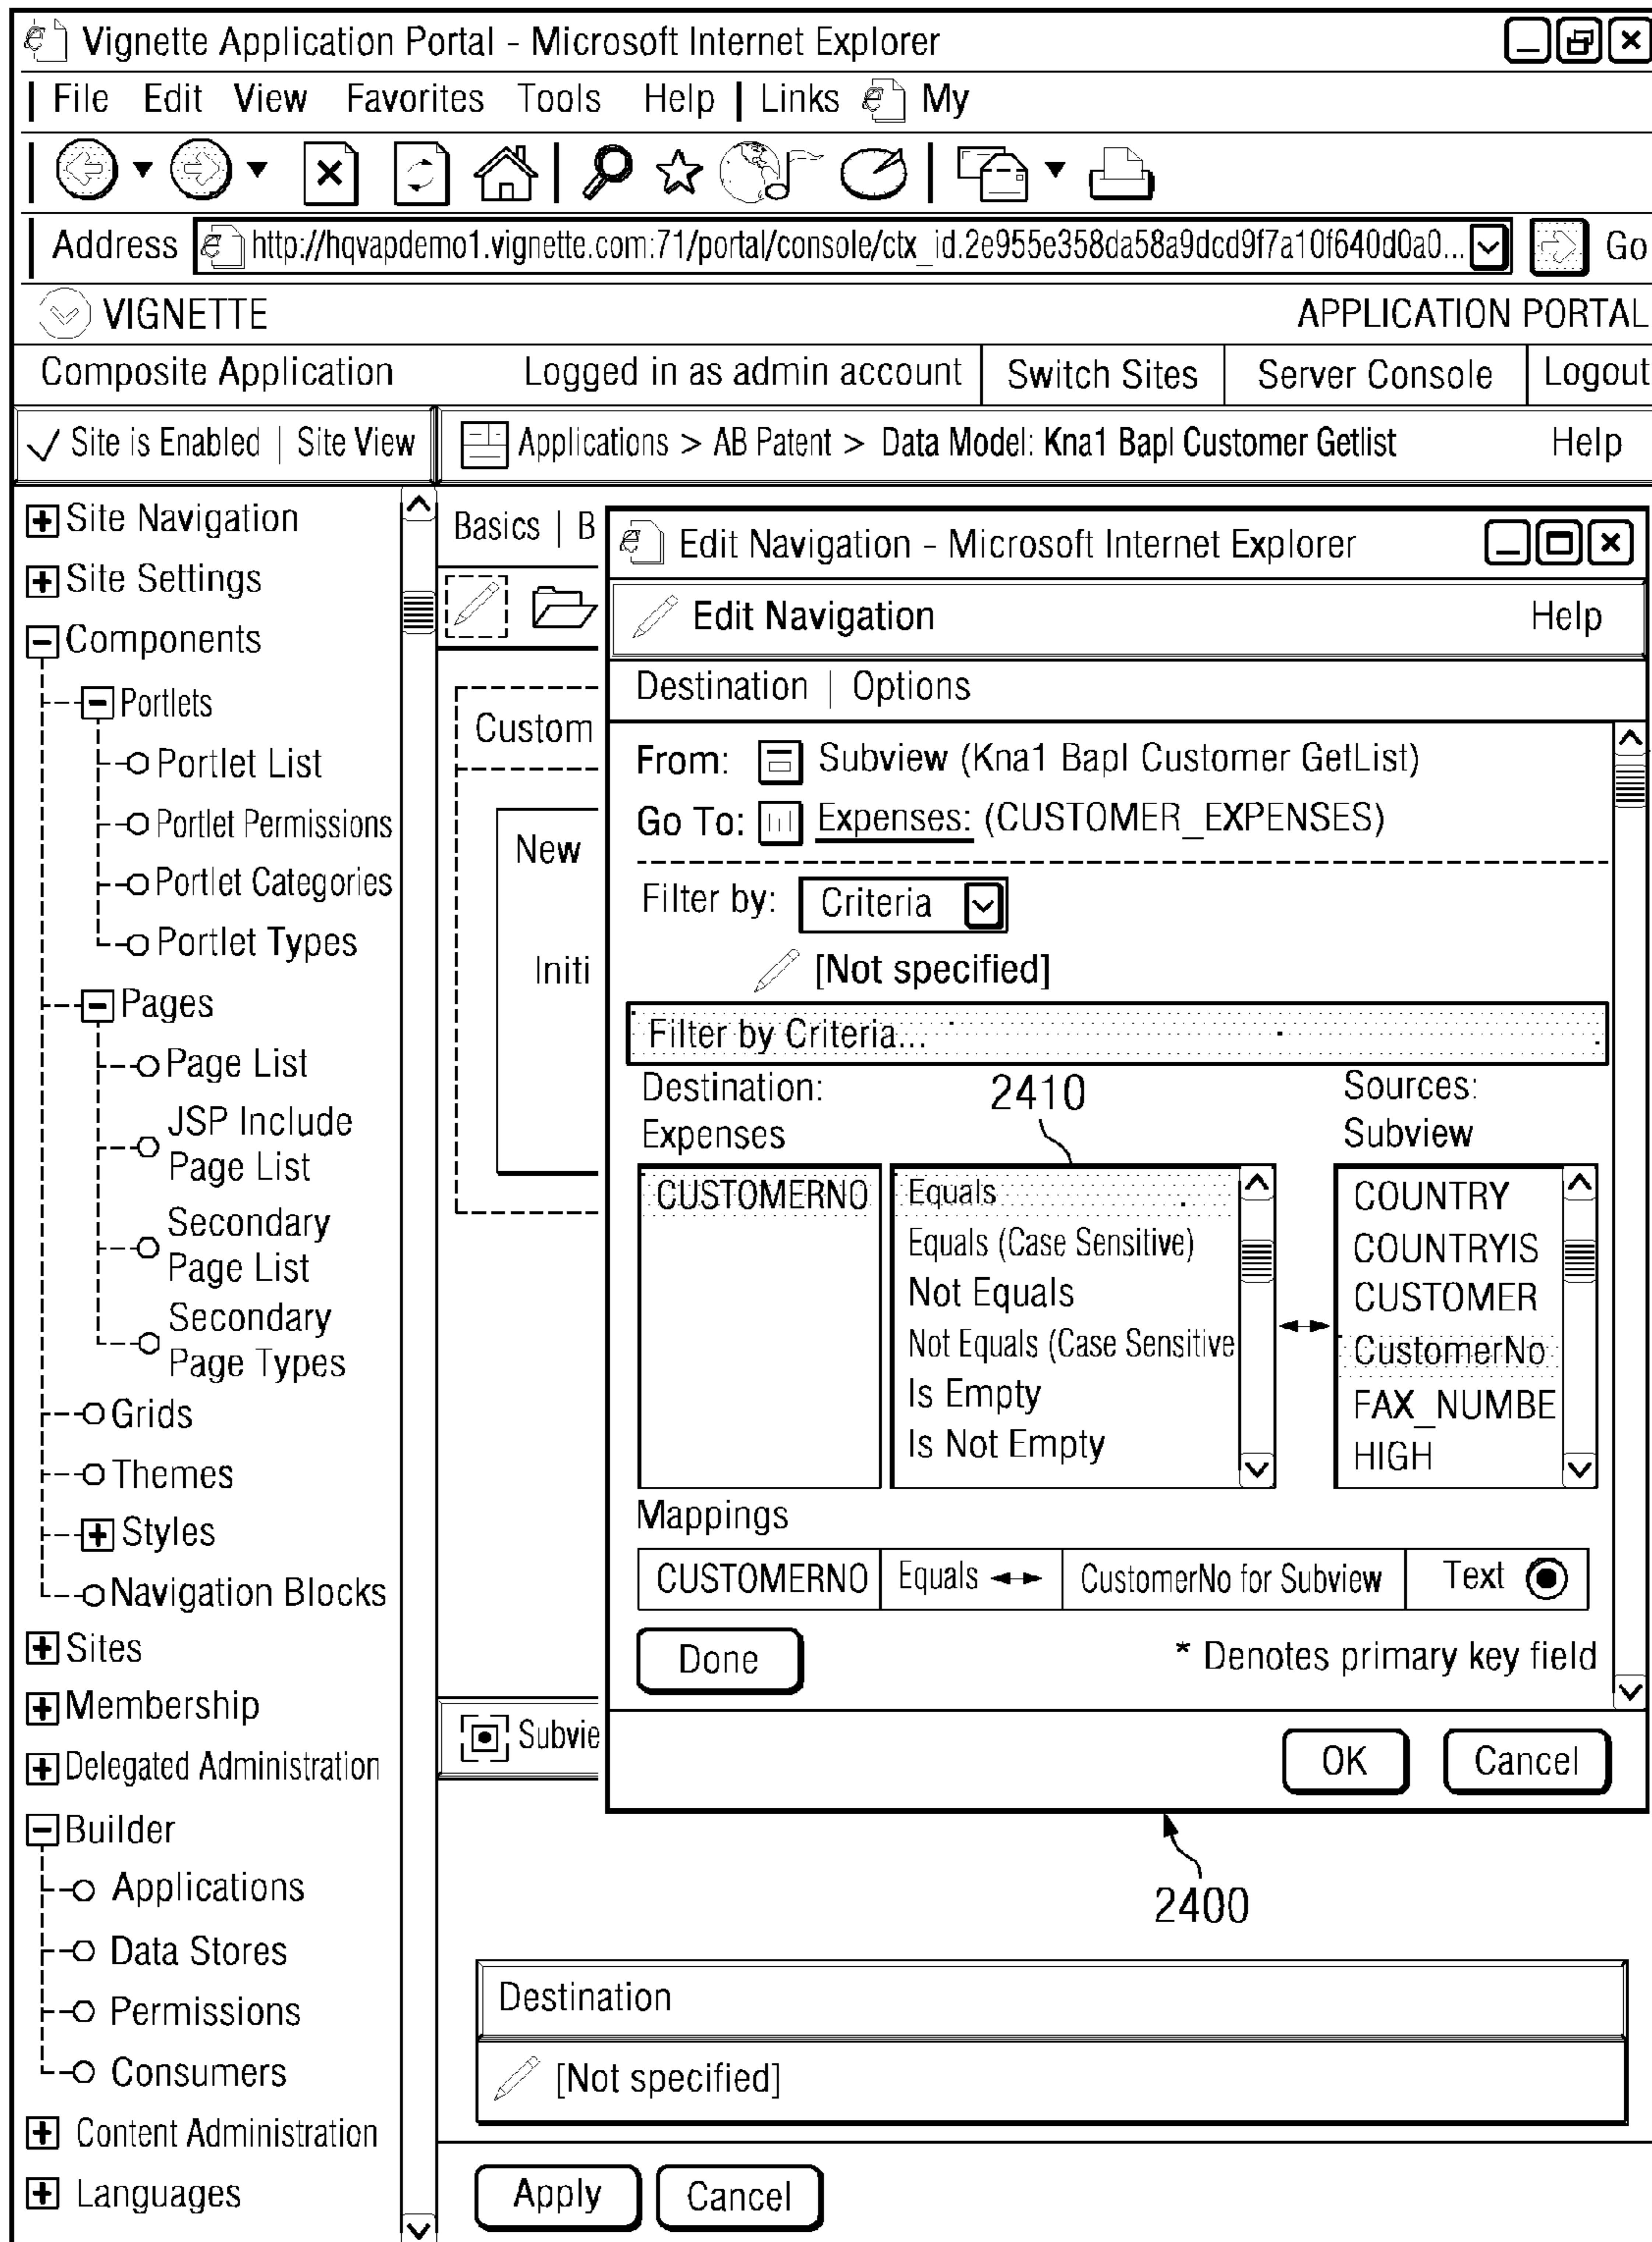 Vignette Application Portal - Microsoft Internet Explorer
File Edit View Favorites Tools Help | Links My
Address http://hqvapdemo1.vignette.com:71/portal/console/ctx_id.2e955e358da58a9dcd9f7a10f640d0a0... Go
VIGNETTE APPLICATION PORTAL
Composite Application Logged in as admin account Switch Sites Server Console Logout
Site is Enabled | Site View
Applications > AB Patent > Data Model: Kna1 Bapl Customer Getlist Help
Site Navigation
Site Settings
Components
Portlets
Portlet List
Portlet Permissions
Portlet Categories
Portlet Types
Pages
Page List
JSP Include
Page List
Secondary
Page List
Secondary
Page Types
Grids
Themes
Styles
Navigation Blocks
Sites
Membership
Delegated Administration
Builder
Applications
Data Stores
Permissions
Consumers
Content Administration
Languages
Basics | B
Custom
New
Initi
Subvie
Edit Navigation - Microsoft Internet Explorer
Edit Navigation Help
Destination | Options
From: Subview (Kna1 Bapl Customer GetList)
Go To: Expenses: (CUSTOMER_EXPENSES)
Filter by: Criteria
[Not specified]
Filter by Criteria...
Destination:
Expenses
2410
Sources:
Subview
CUSTOMERNO
Equals
Equals (Case Sensitive)
Not Equals
Not Equals (Case Sensitive
Is Empty
Is Not Empty
COUNTRY
COUNTRYIS
CUSTOMER
CustomerNo
FAX_NUMBE
HIGH
Mappings
CUSTOMERNO Equals CustomerNo for Subview Text
Done * Denotes primary key field
OK Cancel
2400
Destination
[Not specified]
Apply Cancel